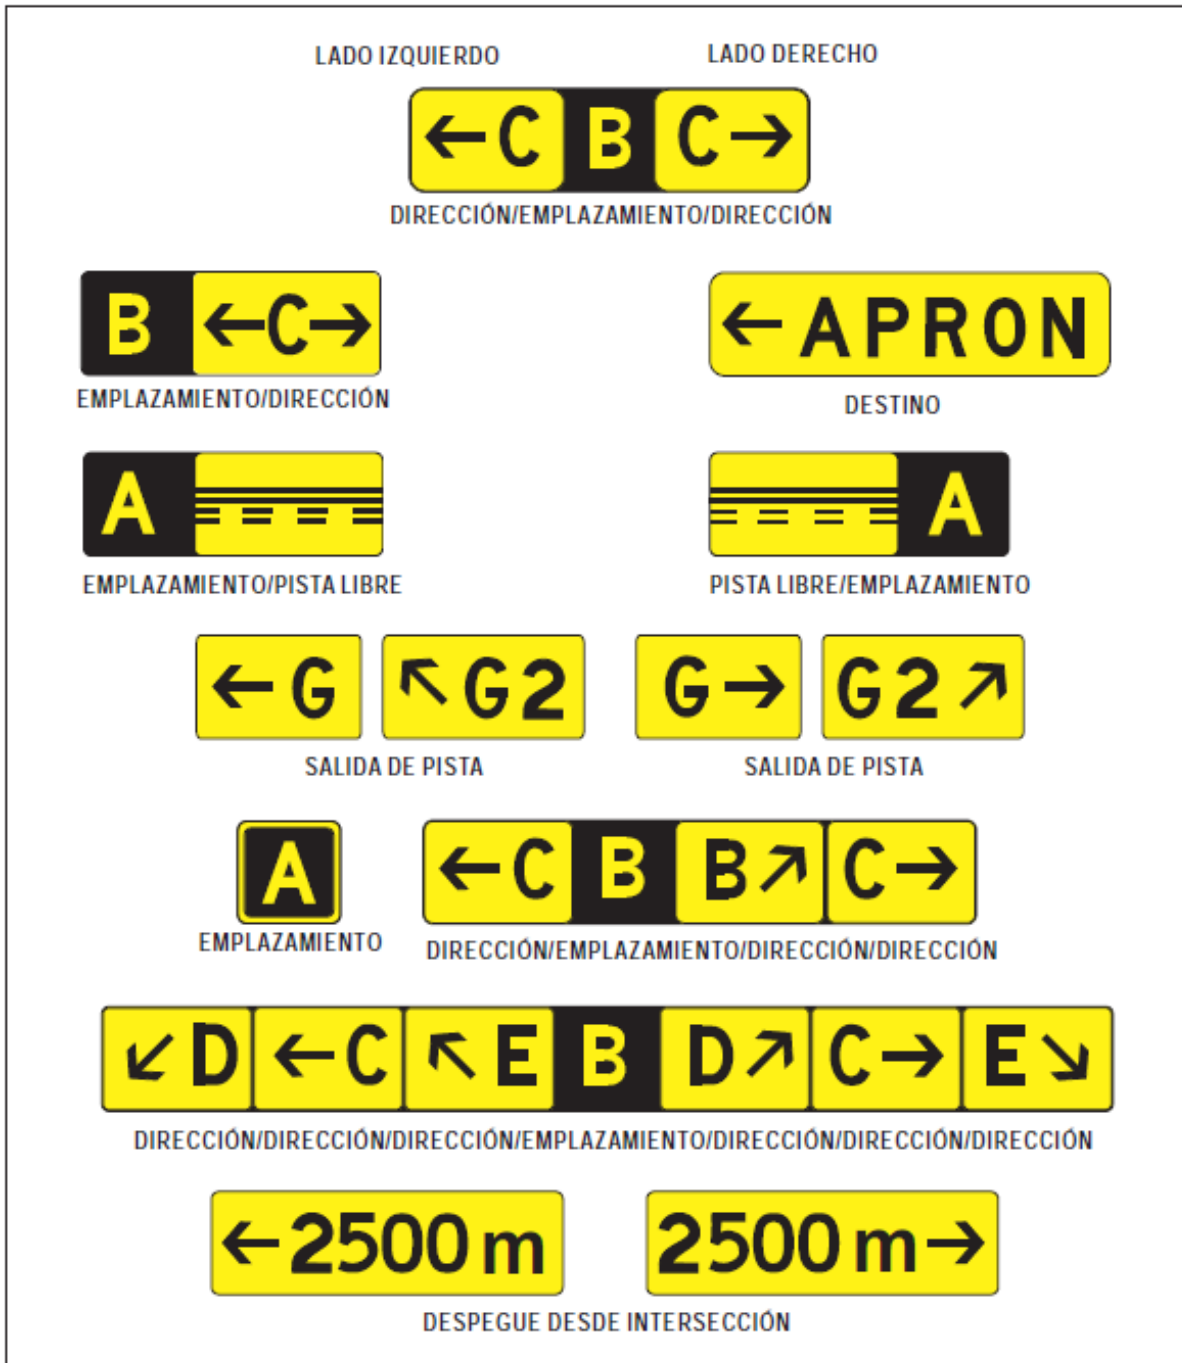 LADO IZQUIERDO LADO DERECHO
←C B C→
DIRECCIÓN/EMPLAZAMIENTO/DIRECCIÓN
B ←C→ ←APRON
EMPLAZAMIENTO/DIRECCIÓN DESTINO
A A
EMPLAZAMIENTO/PISTA LIBRE PISTA LIBRE/EMPLAZAMIENTO
←G ↖G2 G→ G2↗
SALIDA DE PISTA SALIDA DE PISTA
A ←C B B↗ C→
EMPLAZAMIENTO DIRECCIÓN/EMPLAZAMIENTO/DIRECCIÓN/DIRECCIÓN
↙D ←C ↖E B D↗ C→ E↘
DIRECCIÓN/DIRECCIÓN/DIRECCIÓN/EMPLAZAMIENTO/DIRECCIÓN/DIRECCIÓN/DIRECCIÓN
←2500 m 2500 m→
DESPEGUE DESDE INTERSECCIÓN